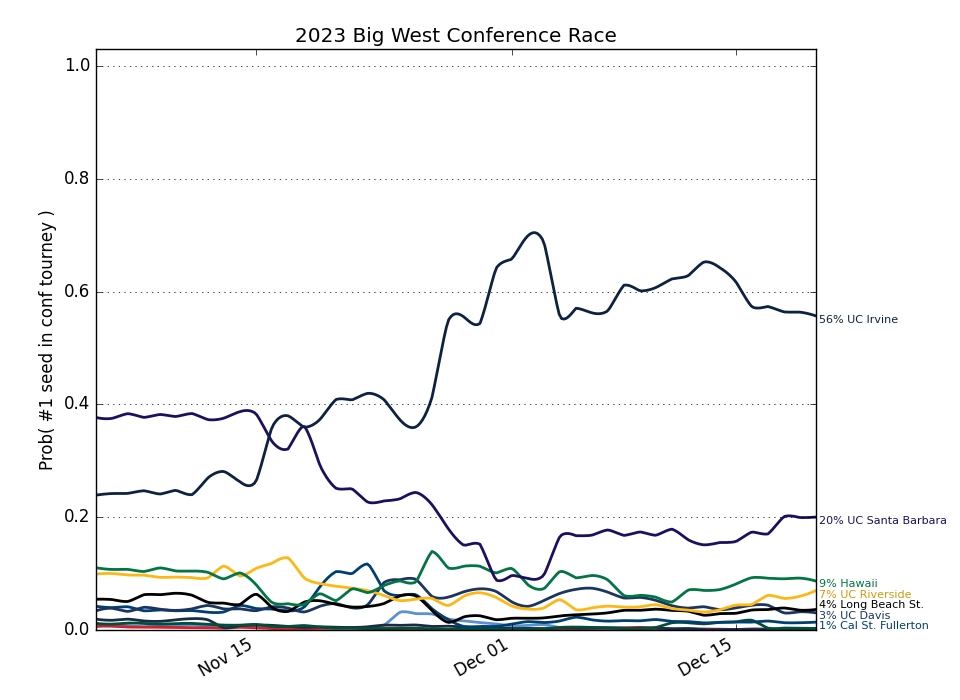 2023 Big West Conference Race
1.0
0.8
0.6
0.4
0.2
0.0
Prob( #1 seed in conf tourney )
Nov 15
Dec 01
Dec 15
56% UC Irvine
20% UC Santa Barbara
9% Hawaii
7% UC Riverside
4% Long Beach St.
3% UC Davis
1% Cal St. Fullerton